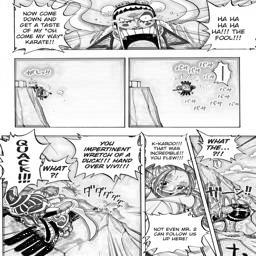 HA HA
HA HA
HA!!! THE
FOOL!!!
NOW COME
DOWN AND
GET A TASTE
OF MY "OH
COME MY WAY"
KARATE!!
WHAT
THE...
?!!
K-KAROO!!!
THAT WAS
INCREDIBLE!!
YOU FLEW!!!
NOT EVEN MR. 2
CAN FOLLOW US
UP HERE!
YOU
IMPERTINENT
WRETCH OF A
DUCK!!! HAND
OVER VIVI!!!
WHAT
?!
QUACK!!!